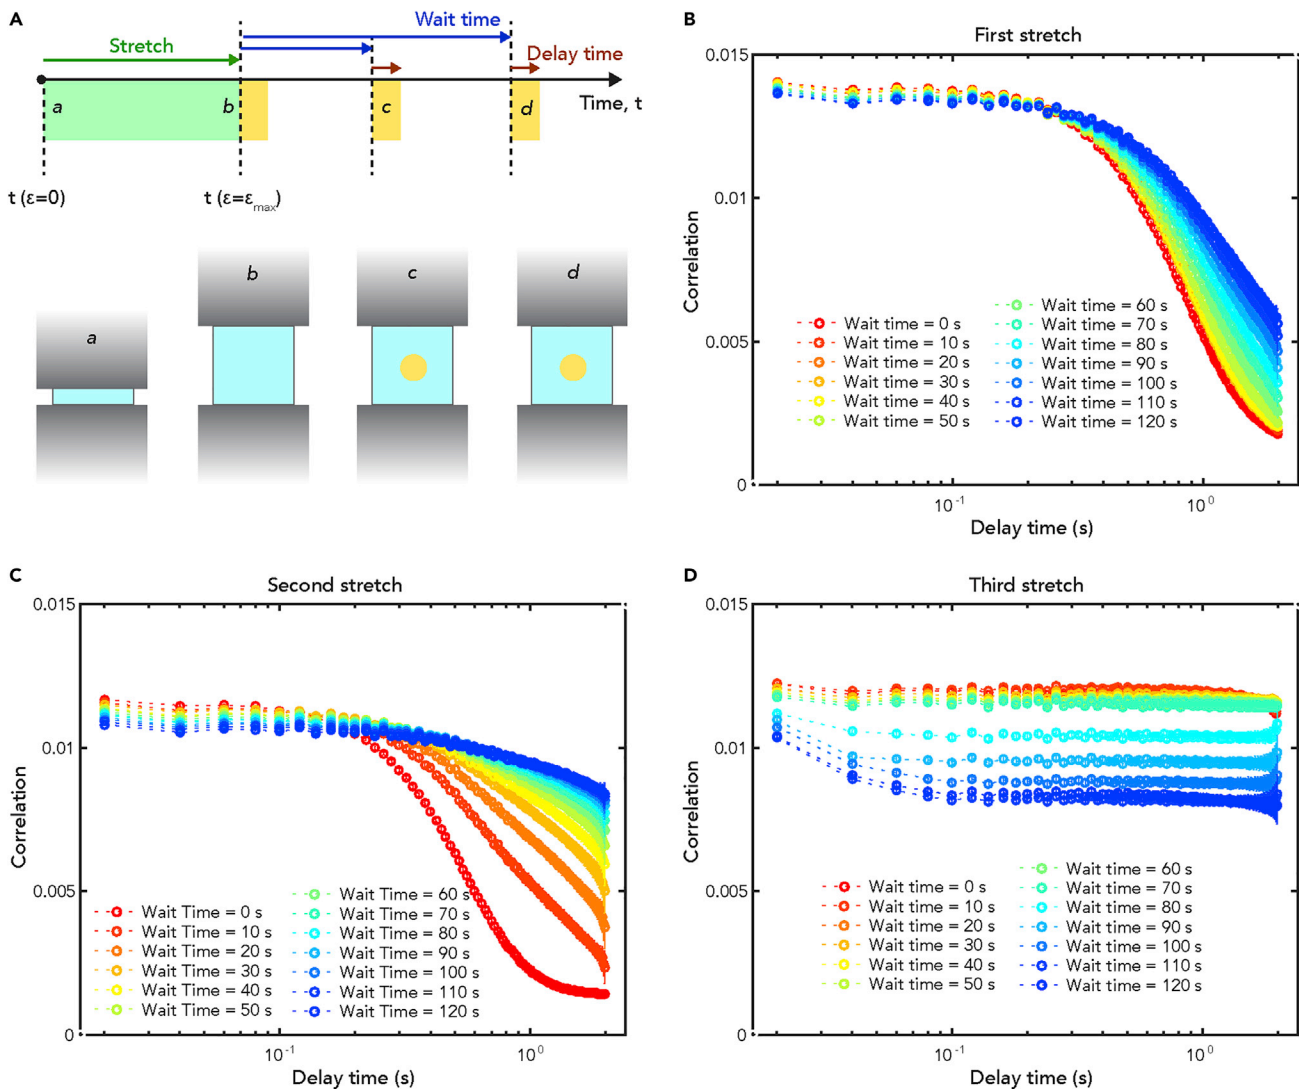 A
Wait time
Stretch
Delay time
a
b
c
d
Time, t
t (ε=0)
t (ε=εmax)
a
b
c
d
B
First stretch
0.015
0.01
0.005
0
Correlation
Wait time = 0 s
Wait time = 10 s
Wait time = 20 s
Wait time = 30 s
Wait time = 40 s
Wait time = 50 s
Wait time = 60 s
Wait time = 70 s
Wait time = 80 s
Wait time = 90 s
Wait time = 100 s
Wait time = 110 s
Wait time = 120 s
10⁻¹
10⁰
Delay time (s)
C
Second stretch
0.015
0.01
0.005
0
Correlation
Wait Time = 0 s
Wait Time = 10 s
Wait Time = 20 s
Wait Time = 30 s
Wait Time = 40 s
Wait Time = 50 s
Wait Time = 60 s
Wait Time = 70 s
Wait Time = 80 s
Wait Time = 90 s
Wait Time = 100 s
Wait Time = 110 s
Wait Time = 120 s
10⁻¹
10⁰
Delay time (s)
D
Third stretch
0.015
0.01
0.005
0
Correlation
Wait time = 0 s
Wait time = 10 s
Wait time = 20 s
Wait time = 30 s
Wait time = 40 s
Wait time = 50 s
Wait time = 60 s
Wait time = 70 s
Wait time = 80 s
Wait time = 90 s
Wait time = 100 s
Wait time = 110 s
Wait time = 120 s
10⁻¹
10⁰
Delay time (s)